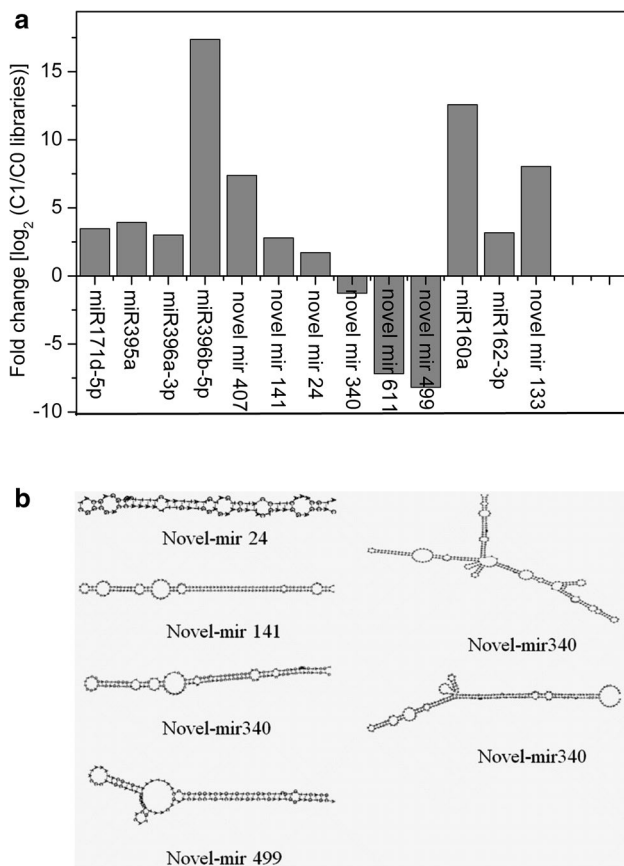 a
Fold change [log2 (C1/C0 libraries)]
15
10
5
0
-5
-10
miR171d-5p
miR395a
miR396a-3p
miR396b-5p
novel mir 407
novel mir 141
novel mir 24
novel mir 340
novel mir 611
novel mir 499
miR160a
miR162-3p
novel mir 133
b
Novel-mir 24
Novel-mir 141
Novel-mir340
Novel-mir 499
Novel-mir340
Novel-mir340